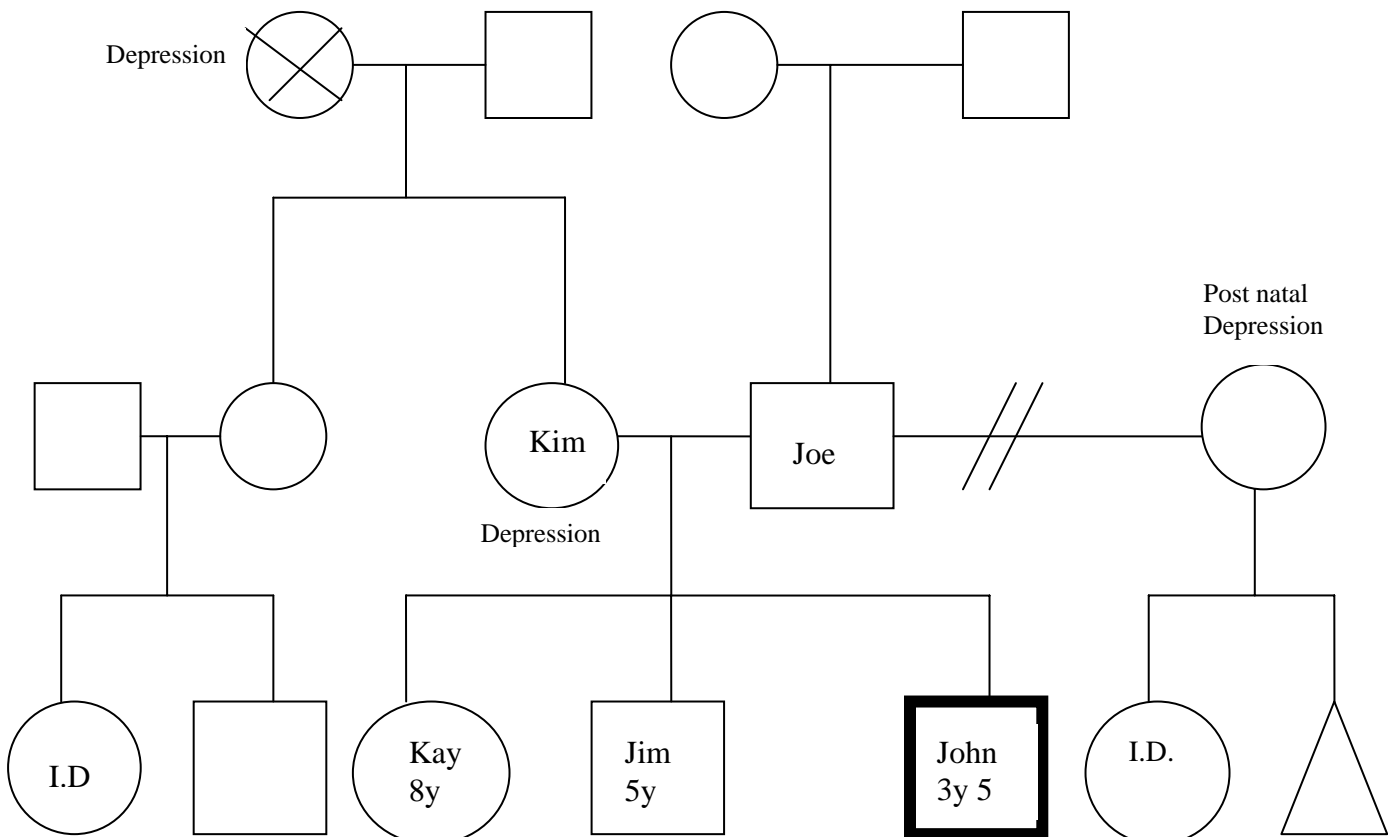 Depression
Post natal
Depression
Kim
Joe
Depression
I.D
Kay
8y
Jim
5y
John
3y 5
I.D.